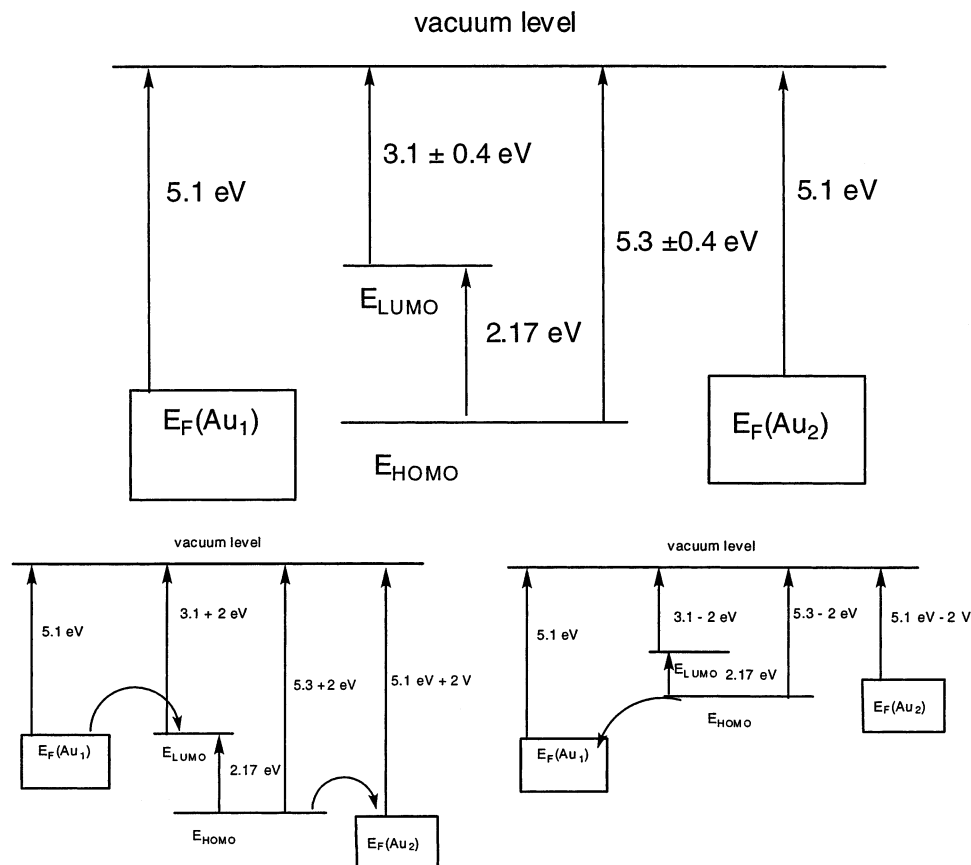 vacuum level
3.1 ± 0.4 eV
5.1 eV
5.1 eV
5.3 ±0.4 eV
E_LUMO
2.17 eV
E_F(Au_1)
E_F(Au_2)
E_HOMO
vacuum level
3.1 + 2 eV
5.1 eV
5.3 + 2 eV
5.1 eV + 2 V
E_F(Au_1)
E_LUMO
2.17 eV
E_HOMO
E_F(Au_2)
vacuum level
5.1 eV
3.1 - 2 eV
5.3 - 2 eV
5.1 eV - 2 V
E_LUMO
2.17 eV
E_HOMO
E_F(Au_2)
E_F(Au_1)